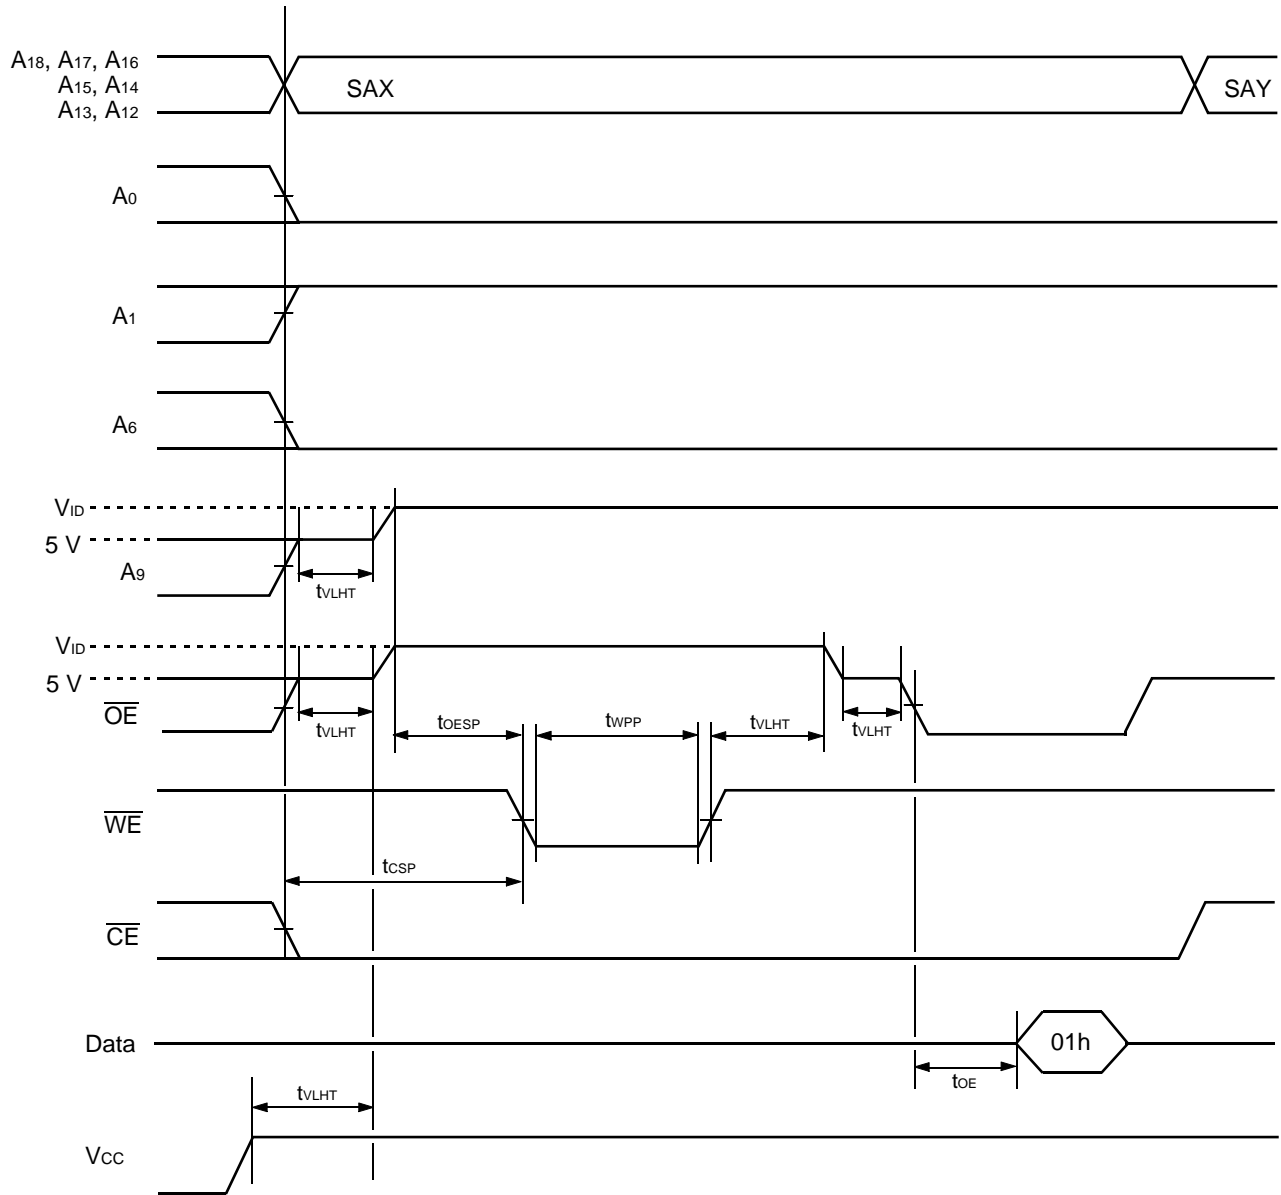 A18, A17, A16
A15, A14
A13, A12
SAX
SAY
A0
A1
A6
VID
5 V
A9
tVLHT
VID
5 V
OE
tVLHT
tOESP
tWPP
tVLHT
tVLHT
WE
tCSP
CE
Data
01h
tOE
tVLHT
VCC